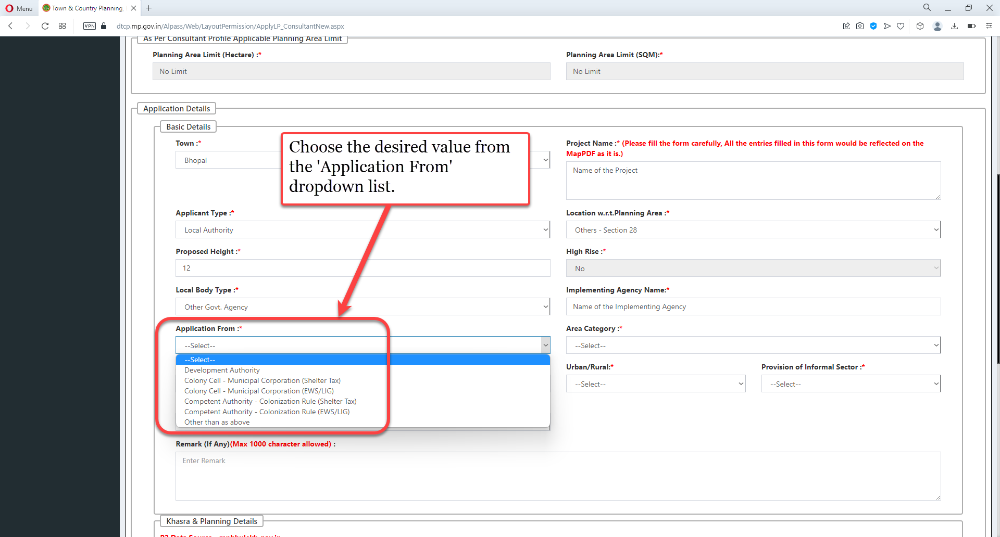 Menu
Town & Country Planning,
VPN
dtcp.mp.gov.in/Alpass/Web/LayoutPermission/ApplyLP_ConsultantNew.aspx
As Per Consultant Profile Applicable Planning Area Limit
Planning Area Limit (Hectare) :*
Planning Area Limit (SQM):*
No Limit
No Limit
Application Details
Basic Details
Town :*
Bhopal
Project Name :* (Please fill the form carefully, All the entries filled in this form would be reflected on the
MapPDF as it is.)
Name of the Project
Choose the desired value from
the 'Application From'
dropdown list.
Applicant Type :*
Location w.r.t.Planning Area :*
Local Authority
Others - Section 28
Proposed Height :*
High Rise :*
12
No
Local Body Type :*
Implementing Agency Name:*
Other Govt. Agency
Name of the Implementing Agency
Application From :*
Area Category :*
--Select--
--Select--
--Select--
Development Authority
Colony Cell - Municipal Corporation (Shelter Tax)
Colony Cell - Municipal Corporation (EWS/LIG)
Competent Authority - Colonization Rule (Shelter Tax)
Competent Authority - Colonization Rule (EWS/LIG)
Other than as above
Urban/Rural:*
Provision of Informal Sector :*
--Select--
--Select--
Remark (If Any)(Max 1000 character allowed) :
Enter Remark
Khasra & Planning Details